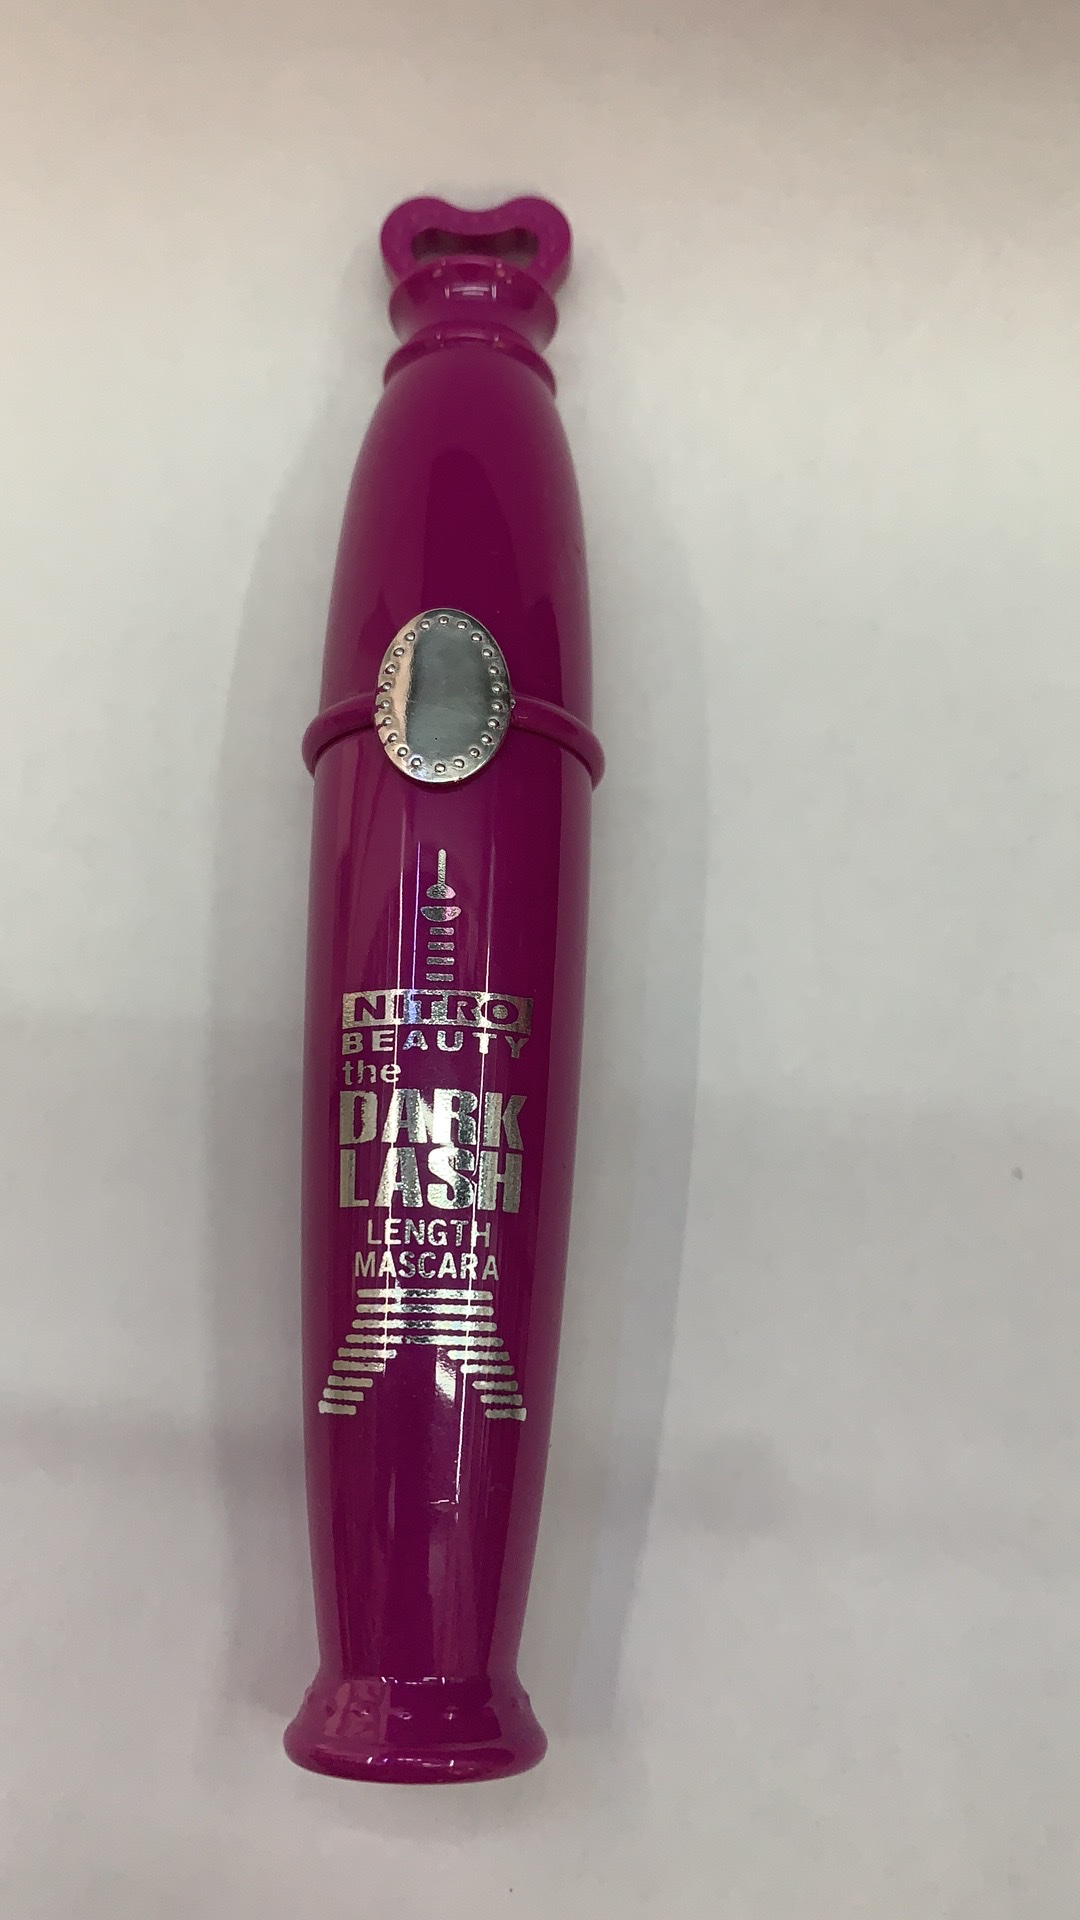 NITRO
BEAUTY
the
DARK
LASH
LENGTH
MASCARA